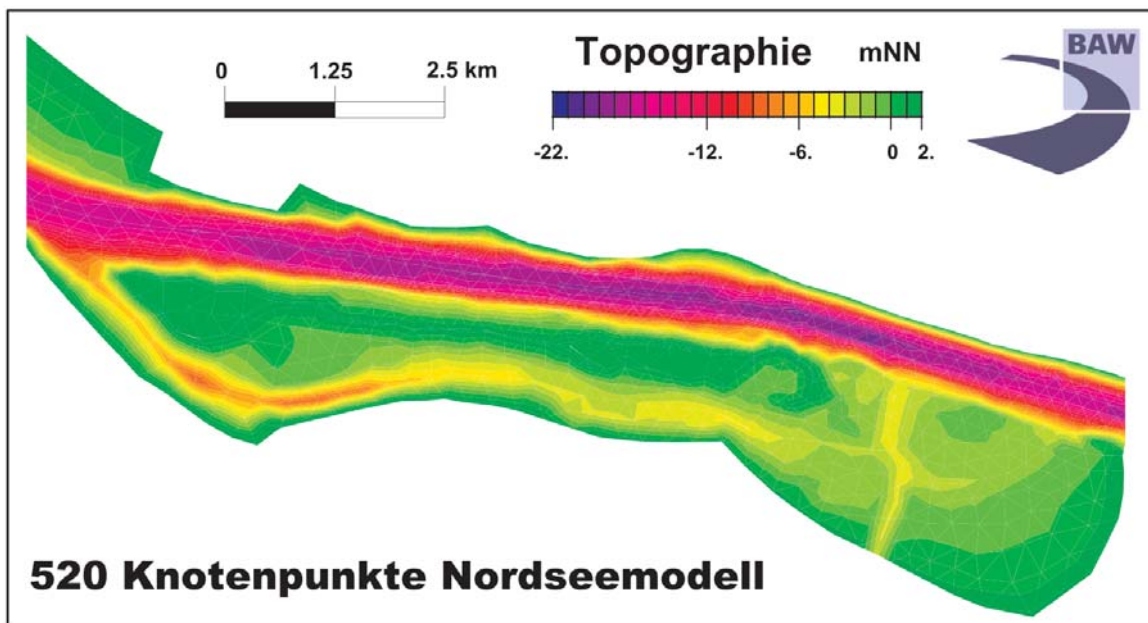 Topographie mNN
BAW
0 1.25 2.5 km
-22. -12. -6. 0 2.
520 Knotenpunkte Nordseemodell